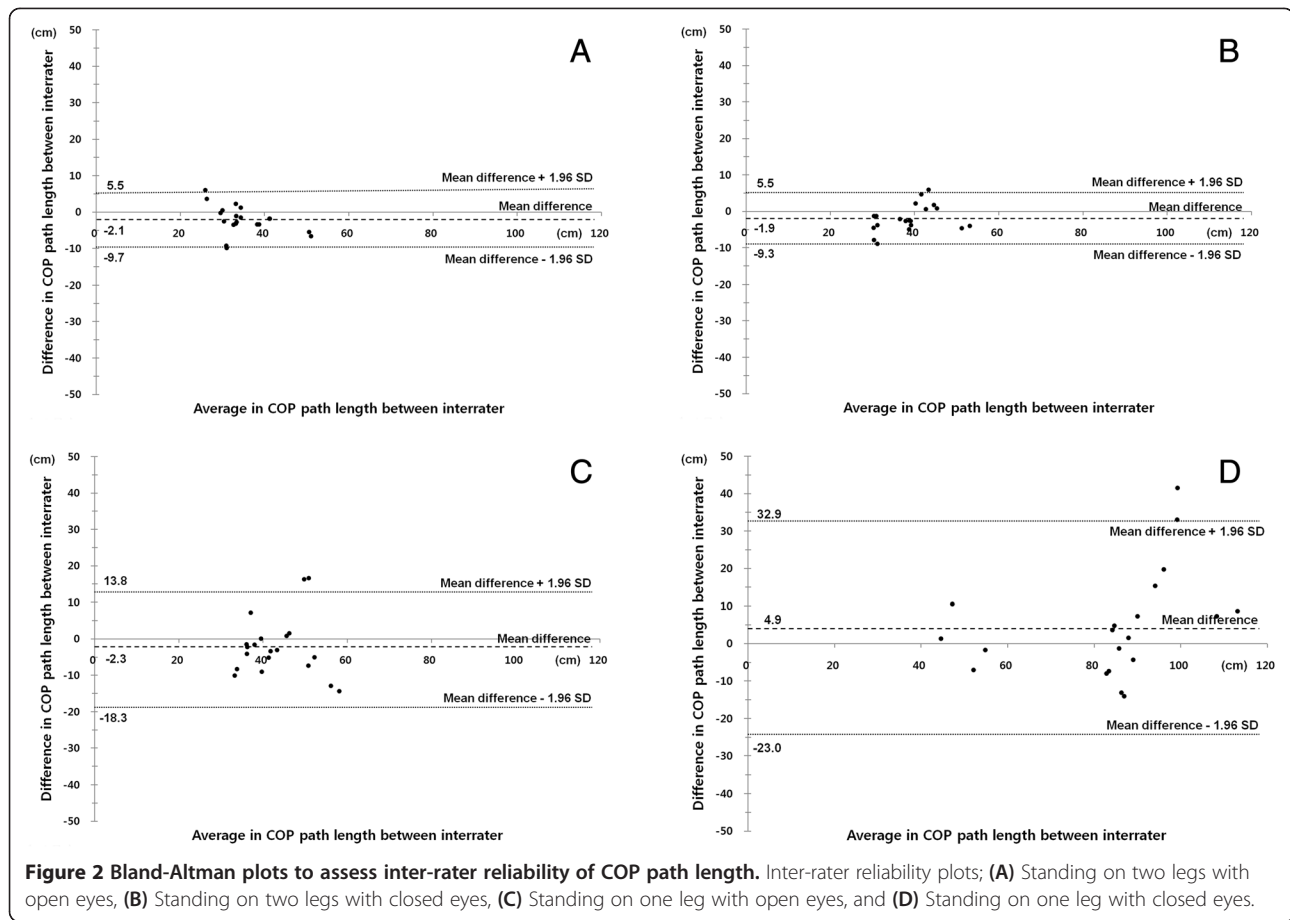 (cm)
50
40
30
20
10
0
-10
-20
-30
-40
-50
Difference in COP path length between interrater
A
5.5
Mean difference + 1.96 SD
Mean difference
-2.1
0
20
40
60
80
100
120
(cm)
-9.7
Mean difference - 1.96 SD
Average in COP path length between interrater
(cm)
50
40
30
20
10
0
-10
-20
-30
-40
-50
Difference in COP path length between interrater
B
5.5
Mean difference + 1.96 SD
Mean difference
-1.9
0
20
40
60
80
100
120
(cm)
-9.3
Mean difference - 1.96 SD
Average in COP path length between interrater
(cm)
50
40
30
20
10
0
-10
-20
-30
-40
-50
Difference in COP path length between interrater
C
13.8
Mean difference + 1.96 SD
Mean difference
-2.3
0
20
40
60
80
100
120
(cm)
-18.3
Mean difference - 1.96 SD
Average in COP path length between interrater
(cm)
50
40
30
20
10
0
-10
-20
-30
-40
-50
Difference in COP path length between interrater
D
32.9
Mean difference + 1.96 SD
4.9
Mean difference
0
20
40
60
80
100
120
(cm)
Mean difference - 1.96 SD
-23.0
Average in COP path length between interrater
Figure 2 Bland-Altman plots to assess inter-rater reliability of COP path length. Inter-rater reliability plots; (A) Standing on two legs with
open eyes, (B) Standing on two legs with closed eyes, (C) Standing on one leg with open eyes, and (D) Standing on one leg with closed eyes.